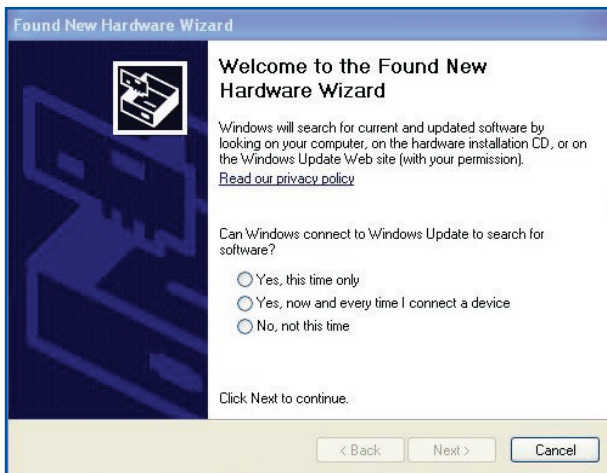 Found New Hardware Wizard
Welcome to the Found New
Hardware Wizard
Windows will search for current and updated software by
looking on your computer, on the hardware installation CD, or on
the Windows Update Web site (with your permission).
Read our privacy policy
Can Windows connect to Windows Update to search for
software?
Yes, this time only
Yes, now and every time I connect a device
No, not this time
Click Next to continue.
< Back
Next >
Cancel